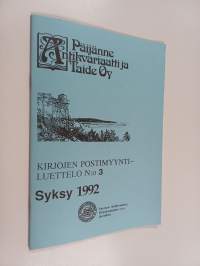 Päijänne
Antikvariaatti ja
Taide Oy
KIRJOJEN POSTIMYYNTI-
LUETTELO N:o 3
Syksy 1992